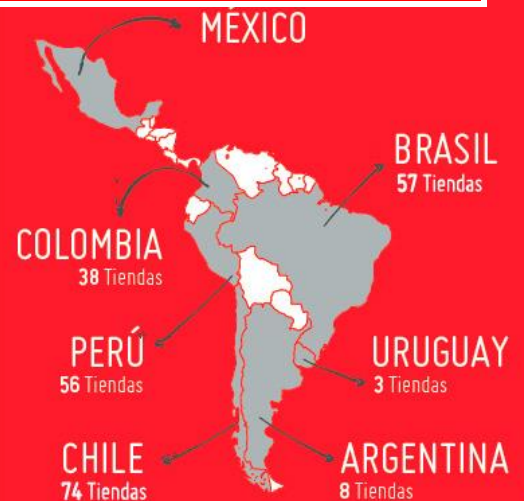 MÉXICO
BRASIL
57 Tiendas
COLOMBIA
38 Tiendas
PERÚ
56 Tiendas
URUGUAY
3 Tiendas
CHILE
74 Tiendas
ARGENTINA
8 Tiendas